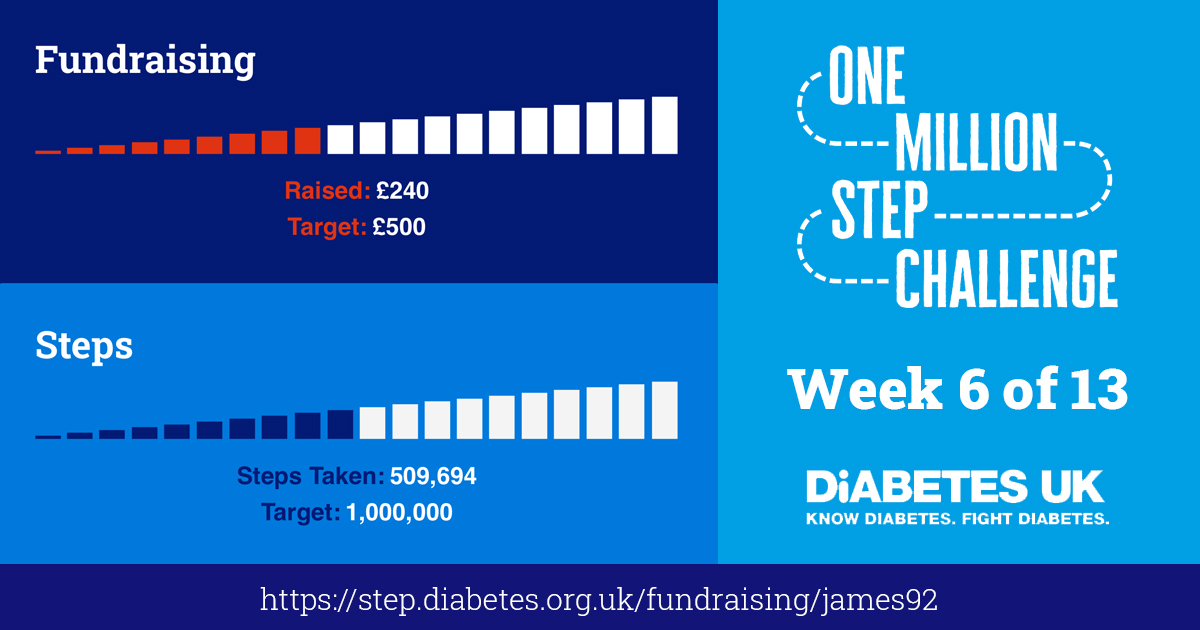 Fundraising
Raised: £240
Target: £500
Steps
Steps Taken: 509,694
Target: 1,000,000
ONE
MILLION
STEP
CHALLENGE
Week 6 of 13
DiABETES UK
KNOW DIABETES. FIGHT DIABETES.
https://step.diabetes.org.uk/fundraising/james92